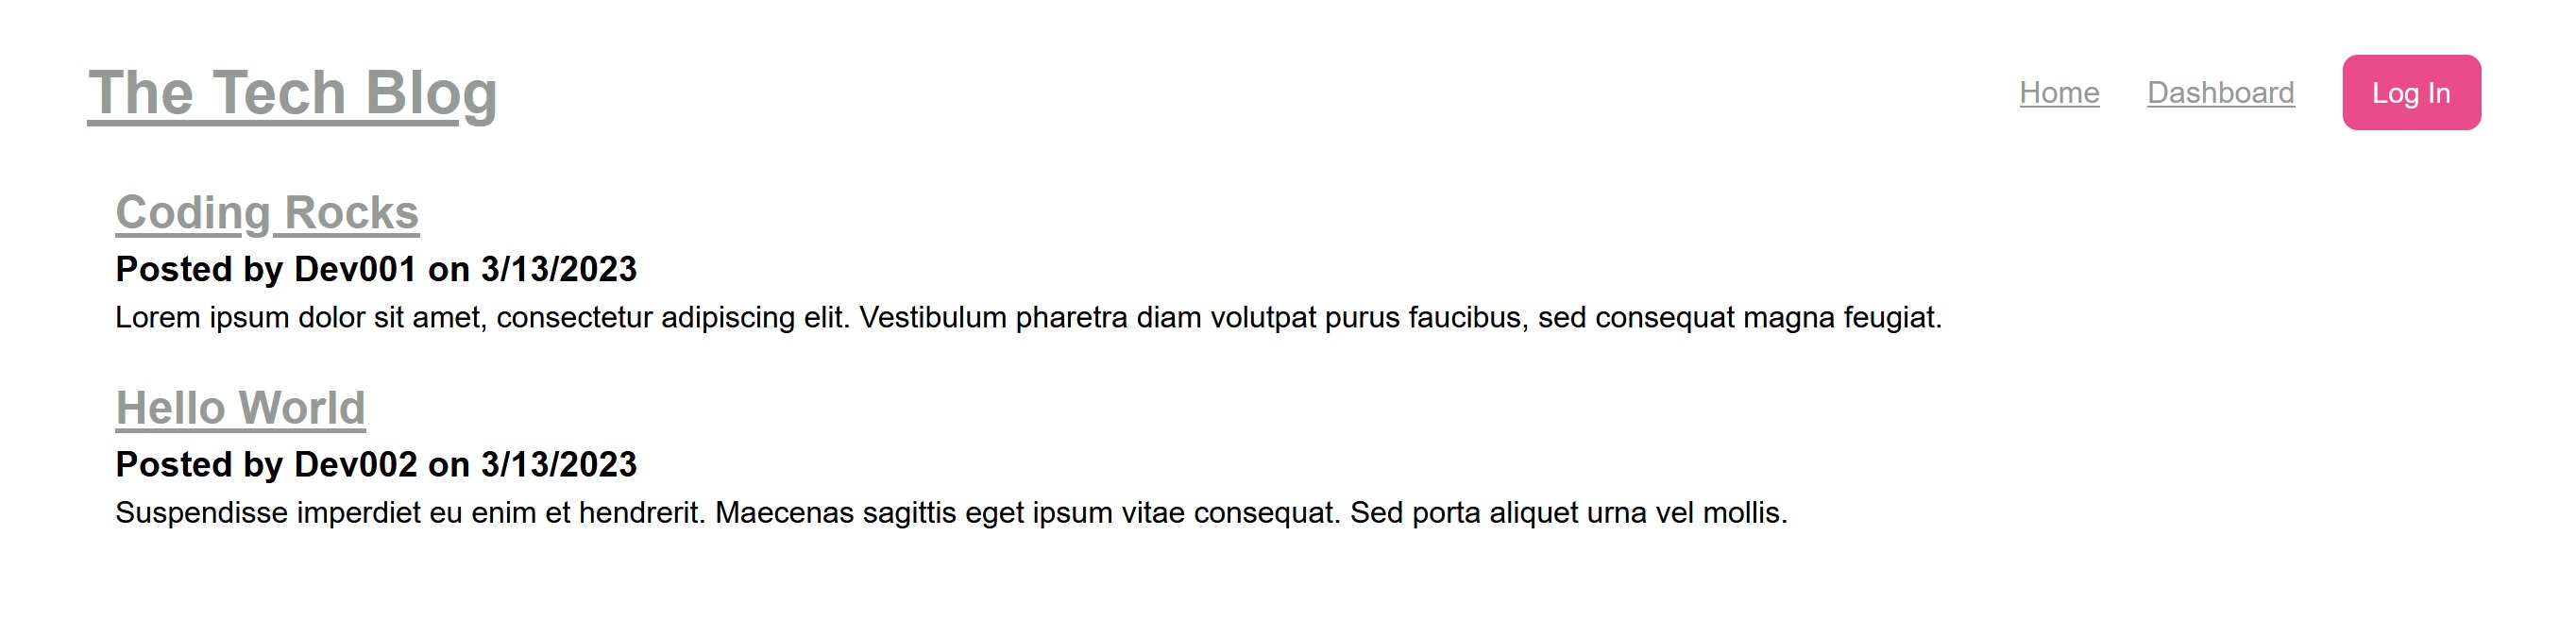 The Tech Blog
Home Dashboard Log In
Coding Rocks
Posted by Dev001 on 3/13/2023
Lorem ipsum dolor sit amet, consectetur adipiscing elit. Vestibulum pharetra diam volutpat purus faucibus, sed consequat magna feugiat.
Hello World
Posted by Dev002 on 3/13/2023
Suspendisse imperdiet eu enim et hendrerit. Maecenas sagittis eget ipsum vitae consequat. Sed porta aliquet urna vel mollis.